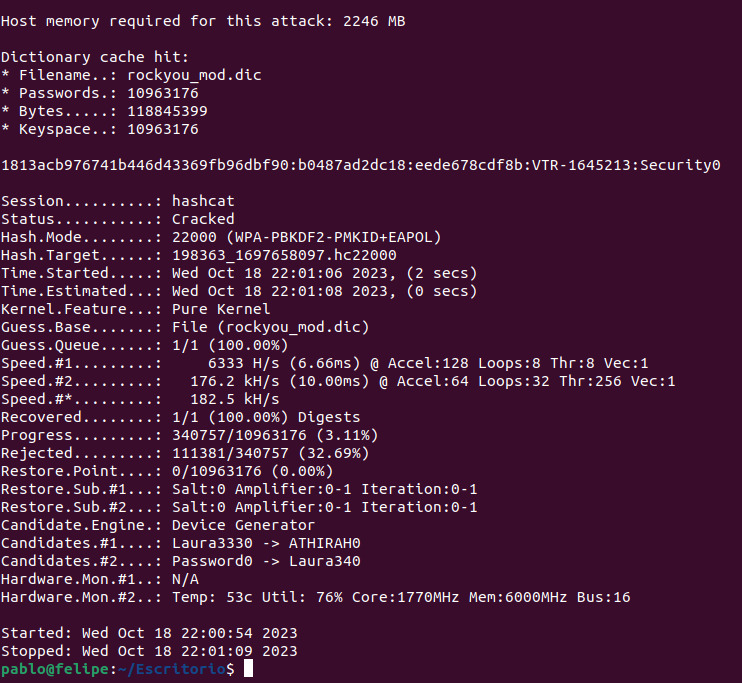 Host memory required for this attack: 2246 MB
Dictionary cache hit:
* Filename..: rockyou_mod.dic
* Passwords.: 10963176
* Bytes.....: 118845399
* Keyspace..: 10963176
1813acb976741b446d43369fb96dbf90:b0487ad2dc18:eede678cdf8b:VTR-1645213:Security0
Session..........: hashcat
Status...........: Cracked
Hash.Mode........: 22000 (WPA-PBKDF2-PMKID+EAPOL)
Hash.Target......: 198363_1697658097.hc22000
Time.Started.....: Wed Oct 18 22:01:06 2023, (2 secs)
Time.Estimated...: Wed Oct 18 22:01:08 2023, (0 secs)
Kernel.Feature...: Pure Kernel
Guess.Base.......: File (rockyou_mod.dic)
Guess.Queue......: 1/1 (100.00%)
Speed.#1.........:     6333 H/s (6.66ms) @ Accel:128 Loops:8 Thr:8 Vec:1
Speed.#2.........:   176.2 kH/s (10.00ms) @ Accel:64 Loops:32 Thr:256 Vec:1
Speed.#*.........:   182.5 kH/s
Recovered........: 1/1 (100.00%) Digests
Progress.........: 340757/10963176 (3.11%)
Rejected.........: 111381/340757 (32.69%)
Restore.Point....: 0/10963176 (0.00%)
Restore.Sub.#1...: Salt:0 Amplifier:0-1 Iteration:0-1
Restore.Sub.#2...: Salt:0 Amplifier:0-1 Iteration:0-1
Candidate.Engine.: Device Generator
Candidates.#1....: Laura3330 -> ATHIRAH0
Candidates.#2....: Password0 -> Laura340
Hardware.Mon.#1..: N/A
Hardware.Mon.#2..: Temp: 53c Util: 76% Core:1770MHz Mem:6000MHz Bus:16
Started: Wed Oct 18 22:00:54 2023
Stopped: Wed Oct 18 22:01:09 2023
pablo@felipe:~/Escritorio$